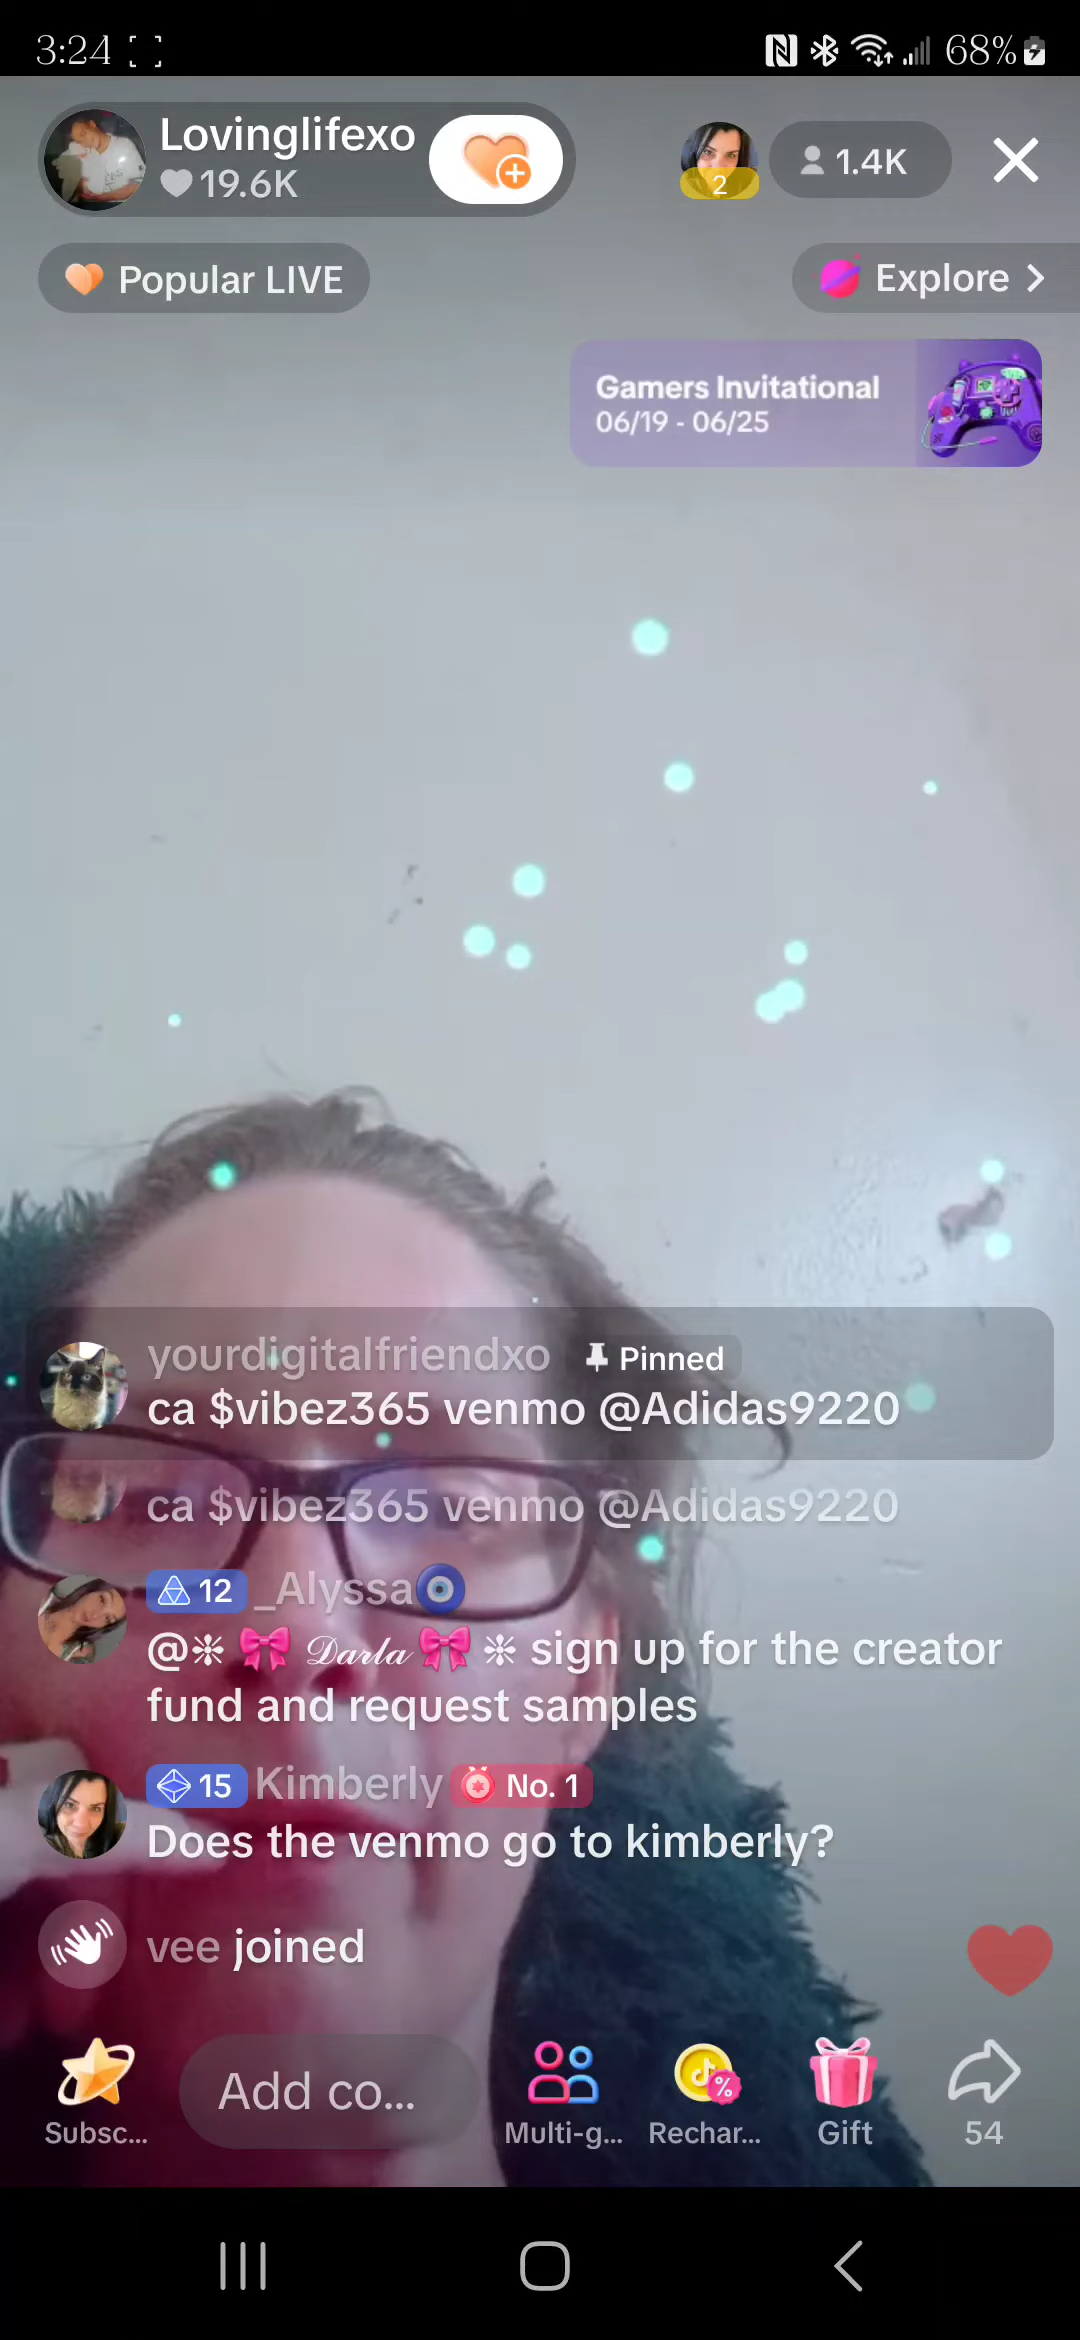 3:24 68%
Lovinglifexo
19.6K
2
1.4K
Popular LIVE
Explore
Gamers Invitational
06/19 - 06/25
yourdigitalfriendxo Pinned
ca $vibez365 venmo @Adidas9220
ca $vibez365 venmo @Adidas9220
12 _Alyssa🧿
@❊ 🎀 𝒟𝒶𝓇𝓁𝒶 🎀 ❊ sign up for the creator
fund and request samples
15 Kimberly No. 1
Does the venmo go to kimberly?
vee joined
Add co...
Subsc... Multi-g... Rechar... Gift 54